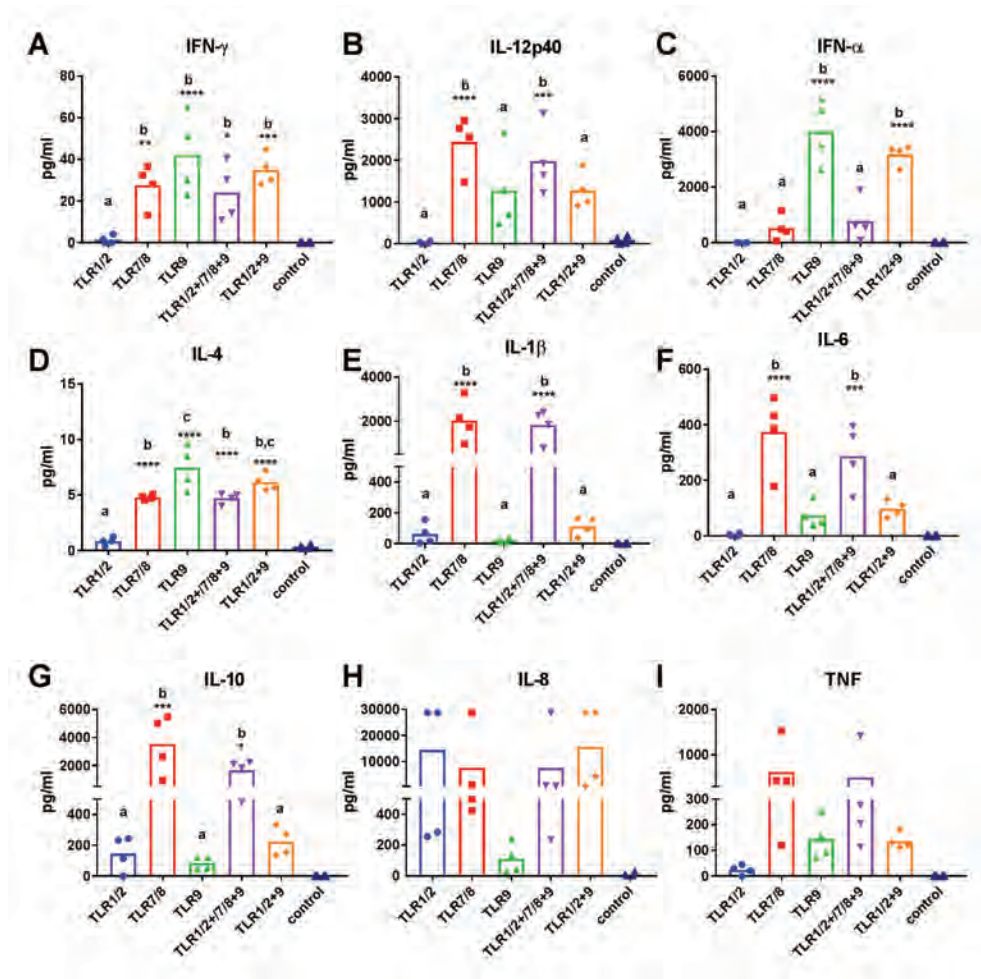 A
IFN-γ
pg/ml
80
60
40
20
0
a
b
**
b
****
b
*
b
***
TLR1/2
TLR7/8
TLR9
TLR1/2+/7/8+9
TLR1/2+9
control
B
IL-12p40
pg/ml
4000
3000
2000
1000
0
a
b
****
a
b
***
a
TLR1/2
TLR7/8
TLR9
TLR1/2+/7/8+9
TLR1/2+9
control
C
IFN-α
pg/ml
6000
4000
2000
0
a
a
b
****
a
b
****
TLR1/2
TLR7/8
TLR9
TLR1/2+/7/8+9
TLR1/2+9
control
D
IL-4
pg/ml
15
10
5
0
a
b
****
c
****
b
****
b,c
****
TLR1/2
TLR7/8
TLR9
TLR1/2+/7/8+9
TLR1/2+9
control
E
IL-1β
pg/ml
4000
2000
200
100
0
a
b
****
a
b
****
a
TLR1/2
TLR7/8
TLR9
TLR1/2+/7/8+9
TLR1/2+9
control
F
IL-6
pg/ml
600
400
200
0
a
b
****
a
b
***
a
TLR1/2
TLR7/8
TLR9
TLR1/2+/7/8+9
TLR1/2+9
control
G
IL-10
pg/ml
6000
4000
2000
400
200
0
a
b
***
a
b
*
a
TLR1/2
TLR7/8
TLR9
TLR1/2+/7/8+9
TLR1/2+9
control
H
IL-8
pg/ml
30000
20000
10000
400
200
0
TLR1/2
TLR7/8
TLR9
TLR1/2+/7/8+9
TLR1/2+9
control
I
TNF
pg/ml
2000
1000
300
200
100
0
TLR1/2
TLR7/8
TLR9
TLR1/2+/7/8+9
TLR1/2+9
control